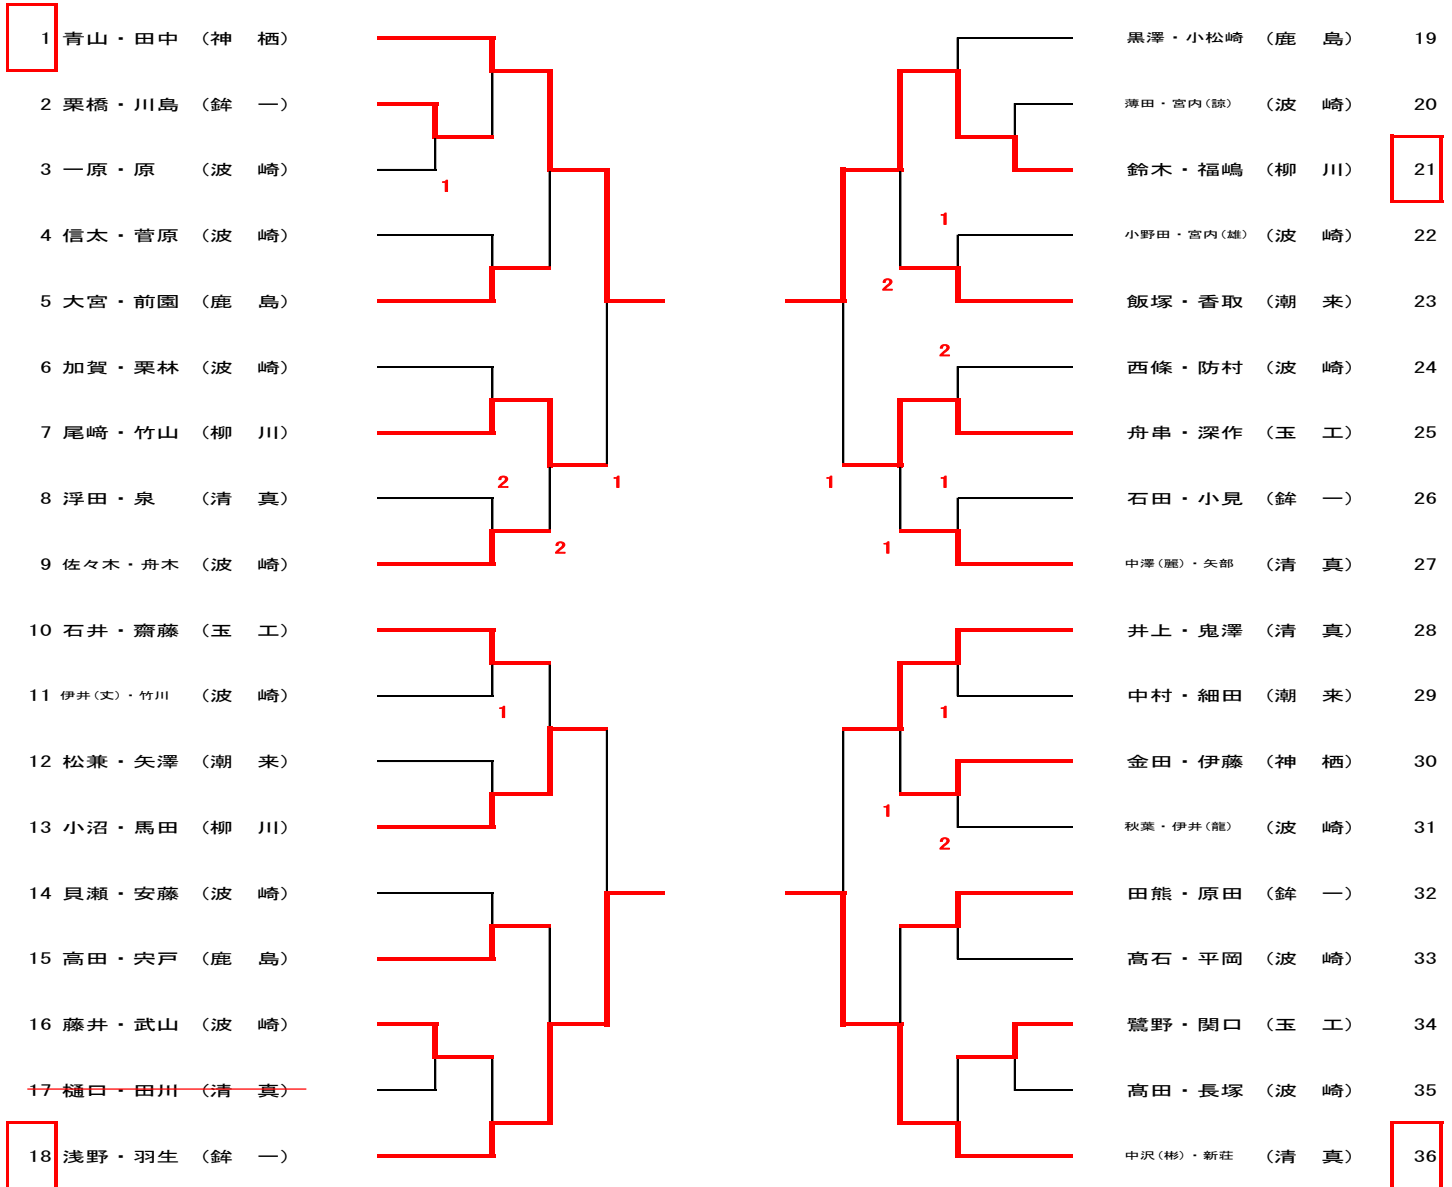 1 青山・田中 （神 栖）
2 栗橋・川島 （鉾 一）
3 一原・原 （波 崎）
1
4 信太・菅原 （波 崎）
5 大宮・前園 （鹿 島）
6 加賀・栗林 （波 崎）
7 尾﨑・竹山 （柳 川）
2
1
8 浮田・泉 （清 真）
2
9 佐々木・舟木 （波 崎）
10 石井・齋藤 （玉 工）
11 伊井(丈)・竹川 （波 崎）
1
12 松兼・矢澤 （潮 来）
13 小沼・馬田 （柳 川）
14 貝瀬・安藤 （波 崎）
15 高田・宍戸 （鹿 島）
16 藤井・武山 （波 崎）
17 樋口・田川 （清 真）
18 浅野・羽生 （鉾 一）
黒澤・小松崎 （鹿 島） 19
薄田・宮内(諒) （波 崎） 20
鈴木・福嶋 （柳 川） 21
1
小野田・宮内(雄) （波 崎） 22
2
飯塚・香取 （潮 来） 23
2
西條・防村 （波 崎） 24
舟串・深作 （玉 工） 25
1
1
石田・小見 （鉾 一） 26
1
中澤(麗)・矢部 （清 真） 27
井上・鬼澤 （清 真） 28
中村・細田 （潮 来） 29
1
金田・伊藤 （神 栖） 30
1
秋葉・伊井(龍) （波 崎） 31
2
田熊・原田 （鉾 一） 32
髙石・平岡 （波 崎） 33
鷺野・関口 （玉 工） 34
髙田・長塚 （波 崎） 35
中沢(彬)・新荘 （清 真） 36